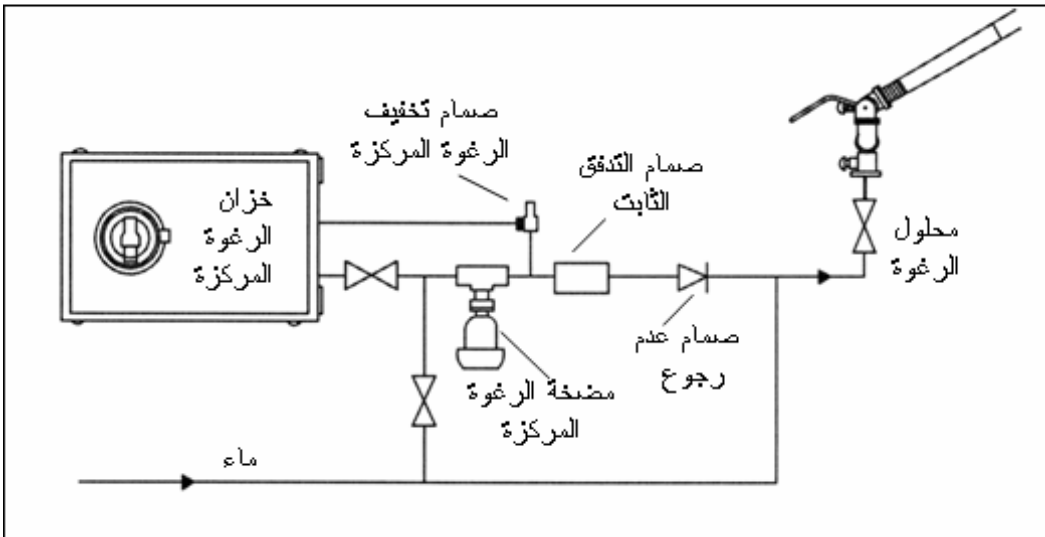 صمام تخفيف
الرغوة المركزة
صمام التدفق
الثابت
خزان
الرغوة
المركزة
محلول
الرغوة
صمام عدم
رجوع
مضخة الرغوة
المركزة
ماء